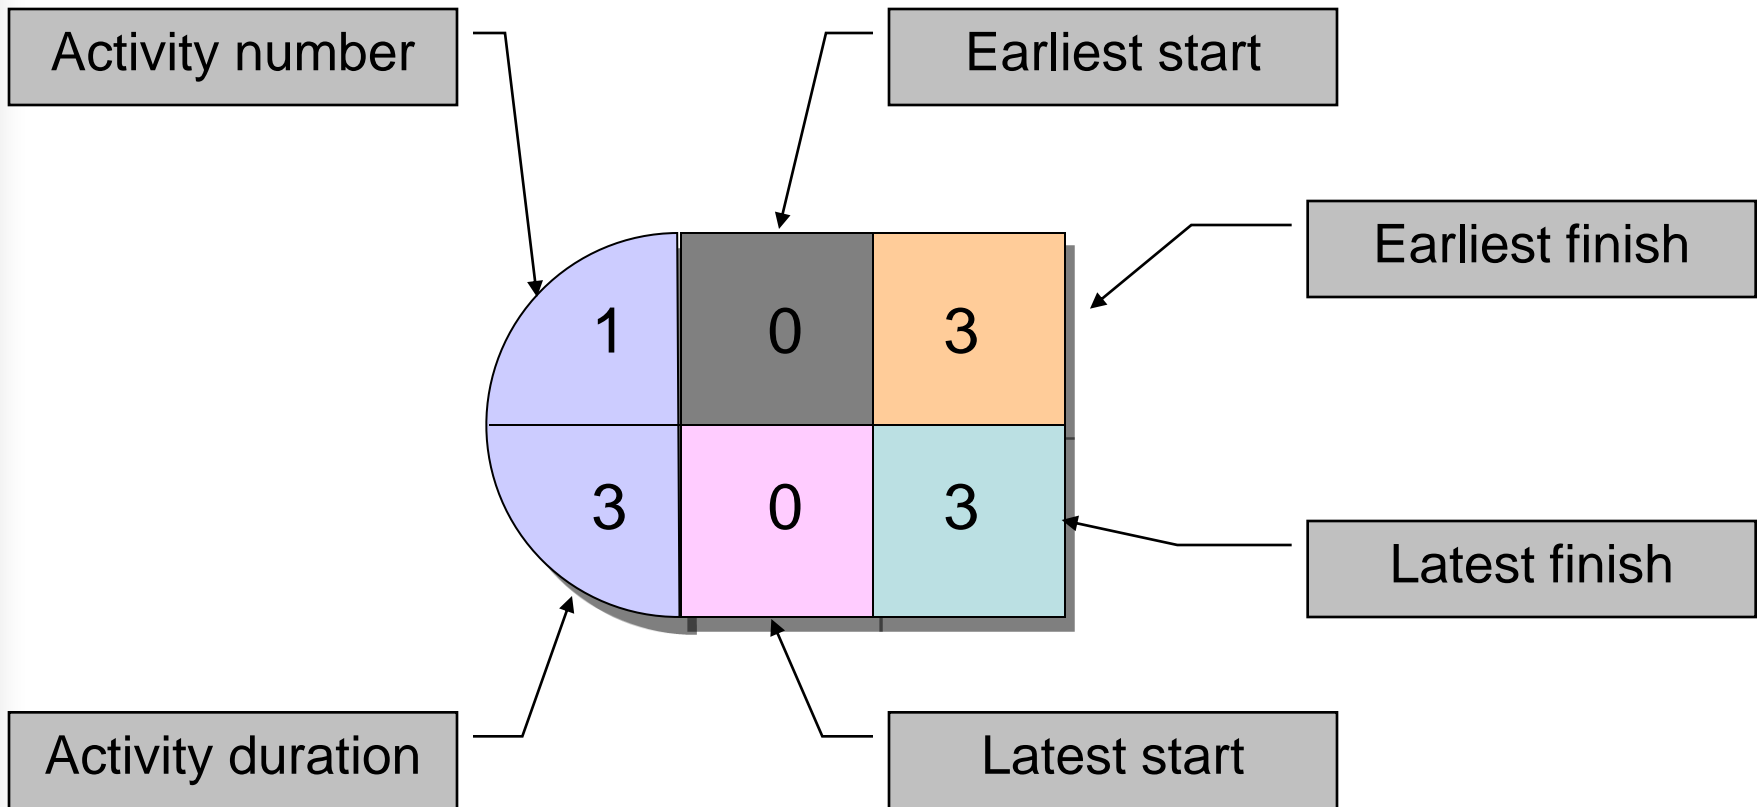 Activity number
Earliest start
Earliest finish
1 0 3
3 0 3
Latest finish
Activity duration
Latest start